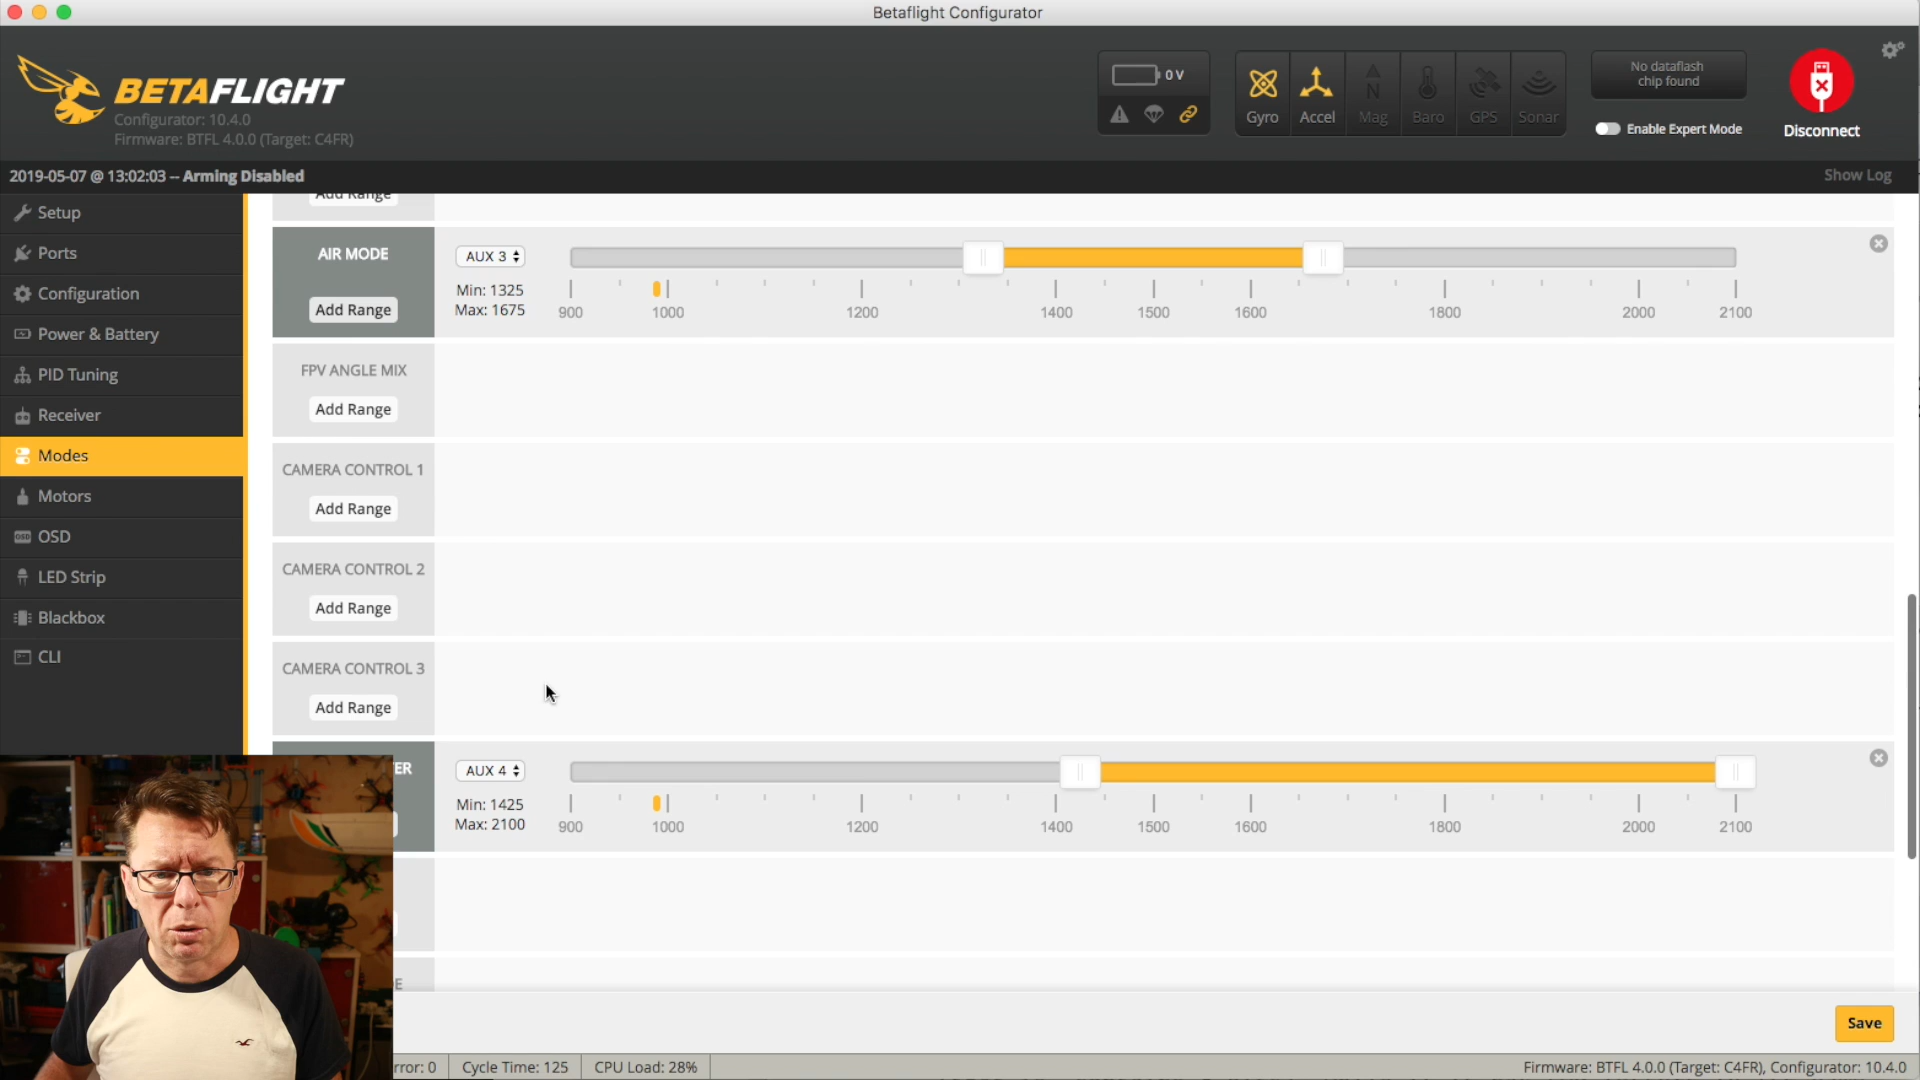 Betaflight Configurator
BETAFLIGHT
Configurator: 10.4.0
Firmware: BTFL 4.0.0 (Target: C4FR)
0 V
Gyro
Accel
Mag
Baro
GPS
Sonar
No dataflash
chip found
Enable Expert Mode
Disconnect
2019-05-07 @ 13:02:03 -- Arming Disabled
Show Log
Setup
Ports
Configuration
Power & Battery
PID Tuning
Receiver
Modes
Motors
OSD
LED Strip
Blackbox
CLI
Add Range
AIR MODE
Add Range
AUX 3
Min: 1325
Max: 1675
900 1000 1200 1400 1500 1600 1800 2000 2100
FPV ANGLE MIX
Add Range
CAMERA CONTROL 1
Add Range
CAMERA CONTROL 2
Add Range
CAMERA CONTROL 3
Add Range
ER
AUX 4
Min: 1425
Max: 2100
900 1000 1200 1400 1500 1600 1800 2000 2100
E
Save
rror: 0
Cycle Time: 125
CPU Load: 28%
Firmware: BTFL 4.0.0 (Target: C4FR), Configurator: 10.4.0